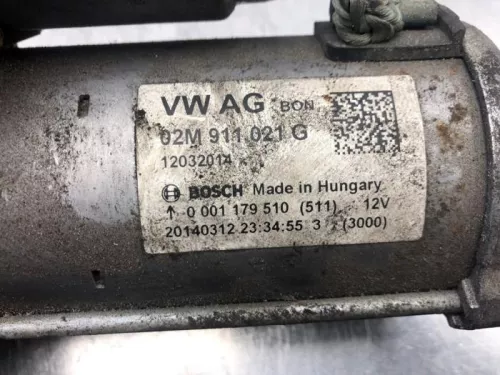 VW AG BON
02M 911 021 G
12032014
BOSCH Made in Hungary
↑ 0 001 179 510 (511) 12V
20140312 23:34:55 3 (3000)